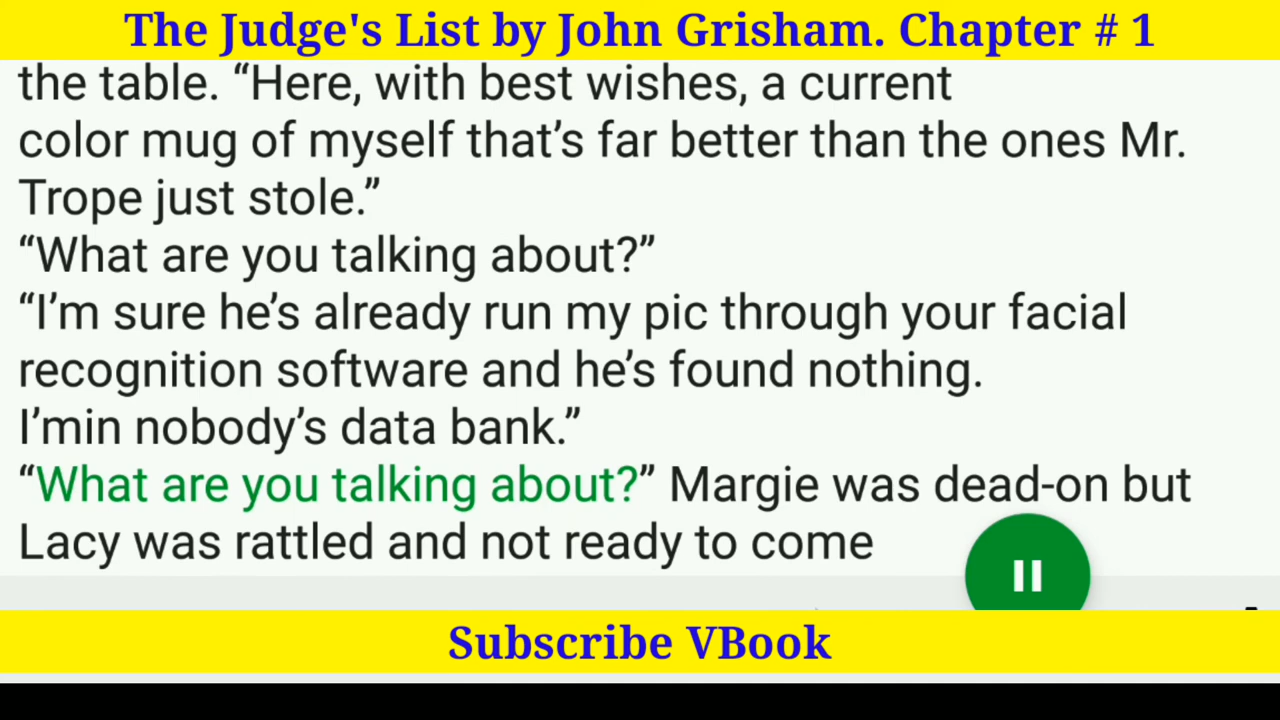 The Judge's List by John Grisham. Chapter # 1
the table. “Here, with best wishes, a current
color mug of myself that’s far better than the ones Mr.
Trope just stole.”
“What are you talking about?”
“I’m sure he’s already run my pic through your facial
recognition software and he’s found nothing.
I’min nobody’s data bank.”
“What are you talking about?” Margie was dead-on but
Lacy was rattled and not ready to come
Subscribe VBook